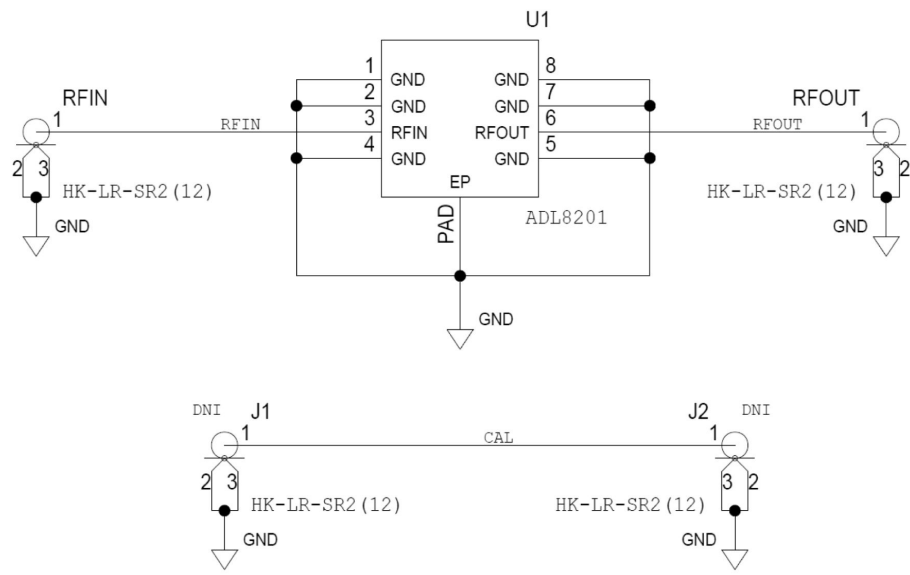 U1
1 GND GND 8
2 GND GND 7
RFIN 1 RFIN 3 RFIN RFOUT 6 RFOUT 1 RFOUT
4 GND GND 5
2 3 HK-LR-SR2(12)
3 2 HK-LR-SR2(12)
EP
PAD
ADL8201
GND
GND
GND
DNI J1
J2 DNI
1 CAL 1
2 3 HK-LR-SR2(12)
HK-LR-SR2(12) 3 2
GND
GND